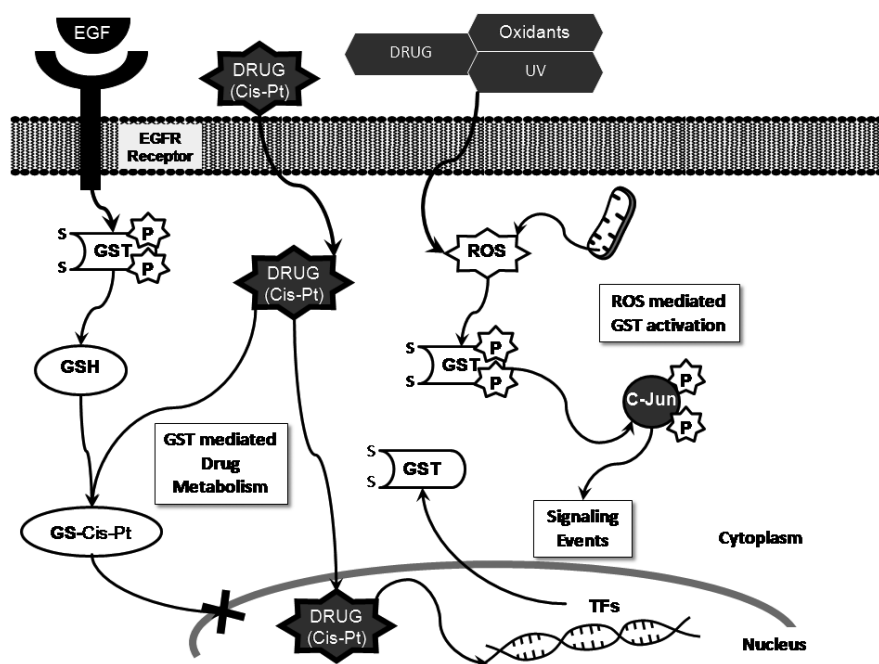 EGF
DRUG
(Cis-Pt)
DRUG
Oxidants
UV
EGFR
Receptor
S
S
GST
P
P
DRUG
(Cis-Pt)
ROS
ROS mediated
GST activation
GSH
S
S
GST
P
P
C-Jun
P
P
GST mediated
Drug
Metabolism
S
S
GST
GS-Cis-Pt
Signaling
Events
Cytoplasm
DRUG
(Cis-Pt)
TFs
Nucleus